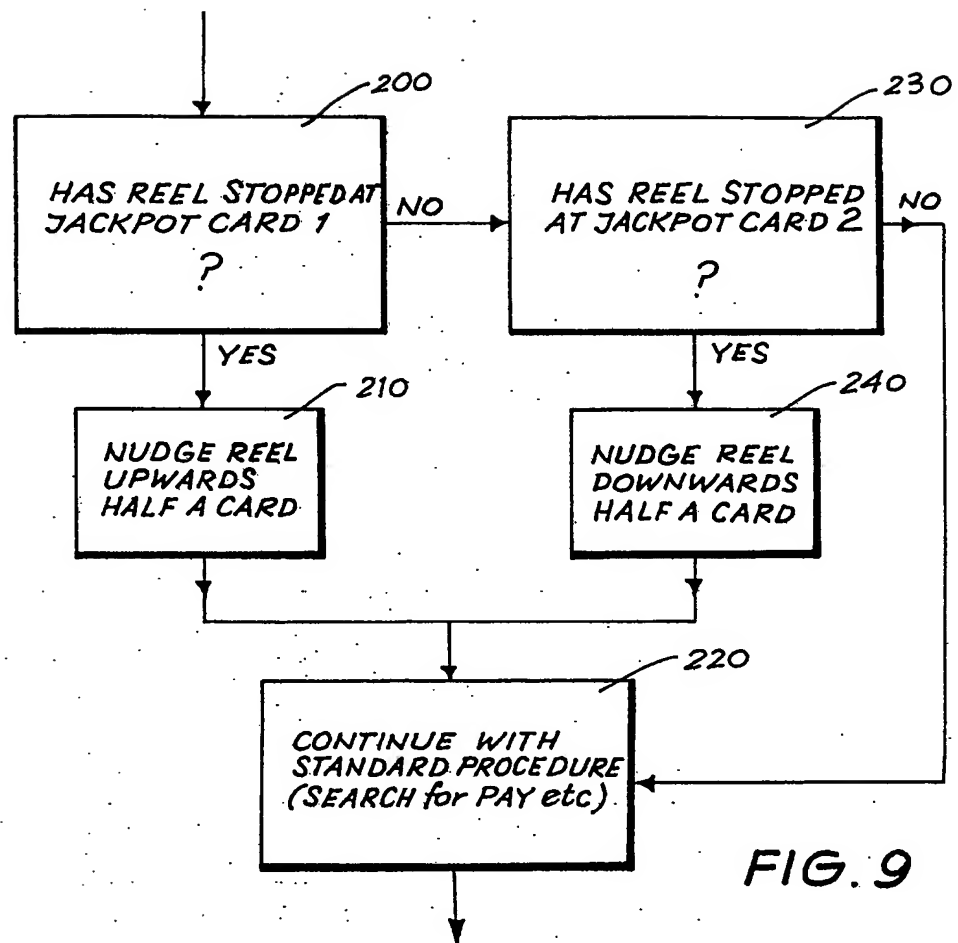 200
HAS REEL STOPPED AT
JACKPOT CARD 1
?
NO
YES
230
HAS REEL STOPPED
AT JACKPOT CARD 2
?
NO
YES
210
NUDGE REEL
UPWARDS
HALF A CARD
240
NUDGE REEL
DOWNWARDS
HALF A CARD
220
CONTINUE WITH
STANDARD PROCEDURE
(SEARCH for PAY etc)
FIG. 9